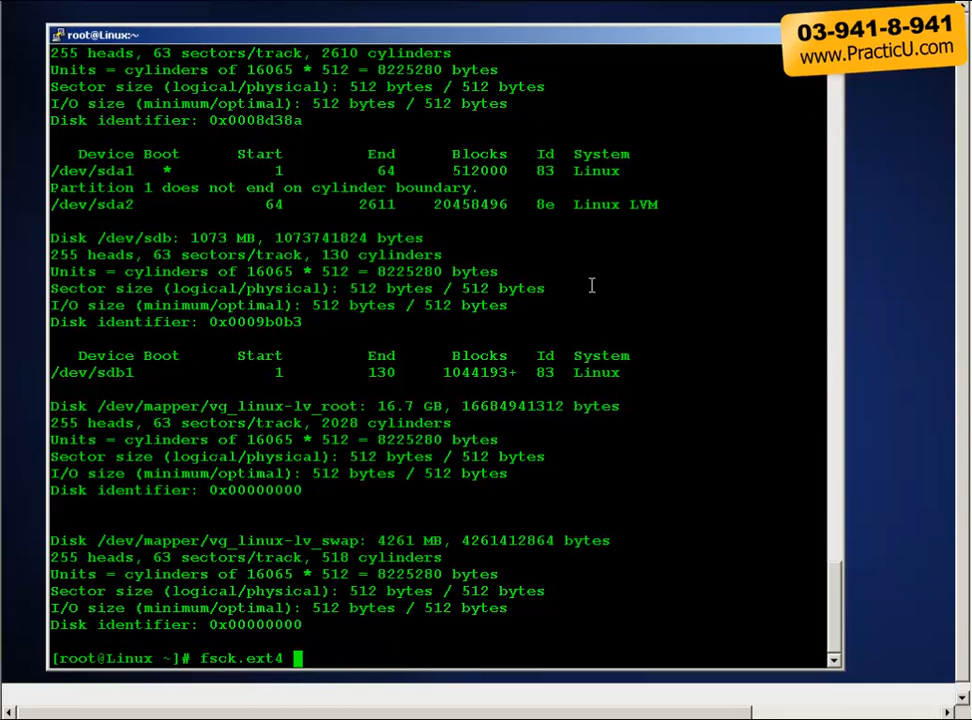 root@Linux:~
03-941-8-941
www.PracticU.com
255 heads, 63 sectors/track, 2610 cylinders
Units = cylinders of 16065 * 512 = 8225280 bytes
Sector size (logical/physical): 512 bytes / 512 bytes
I/O size (minimum/optimal): 512 bytes / 512 bytes
Disk identifier: 0x0008d38a
Device Boot Start End Blocks Id System
/dev/sda1 * 1 64 512000 83 Linux
Partition 1 does not end on cylinder boundary.
/dev/sda2 64 2611 20458496 8e Linux LVM
Disk /dev/sdb: 1073 MB, 1073741824 bytes
255 heads, 63 sectors/track, 130 cylinders
Units = cylinders of 16065 * 512 = 8225280 bytes
Sector size (logical/physical): 512 bytes / 512 bytes
I/O size (minimum/optimal): 512 bytes / 512 bytes
Disk identifier: 0x0009b0b3
Device Boot Start End Blocks Id System
/dev/sdb1 1 130 1044193+ 83 Linux
Disk /dev/mapper/vg_linux-lv_root: 16.7 GB, 16684941312 bytes
255 heads, 63 sectors/track, 2028 cylinders
Units = cylinders of 16065 * 512 = 8225280 bytes
Sector size (logical/physical): 512 bytes / 512 bytes
I/O size (minimum/optimal): 512 bytes / 512 bytes
Disk identifier: 0x00000000
Disk /dev/mapper/vg_linux-lv_swap: 4261 MB, 4261412864 bytes
255 heads, 63 sectors/track, 518 cylinders
Units = cylinders of 16065 * 512 = 8225280 bytes
Sector size (logical/physical): 512 bytes / 512 bytes
I/O size (minimum/optimal): 512 bytes / 512 bytes
Disk identifier: 0x00000000
[root@Linux ~]# fsck.ext4